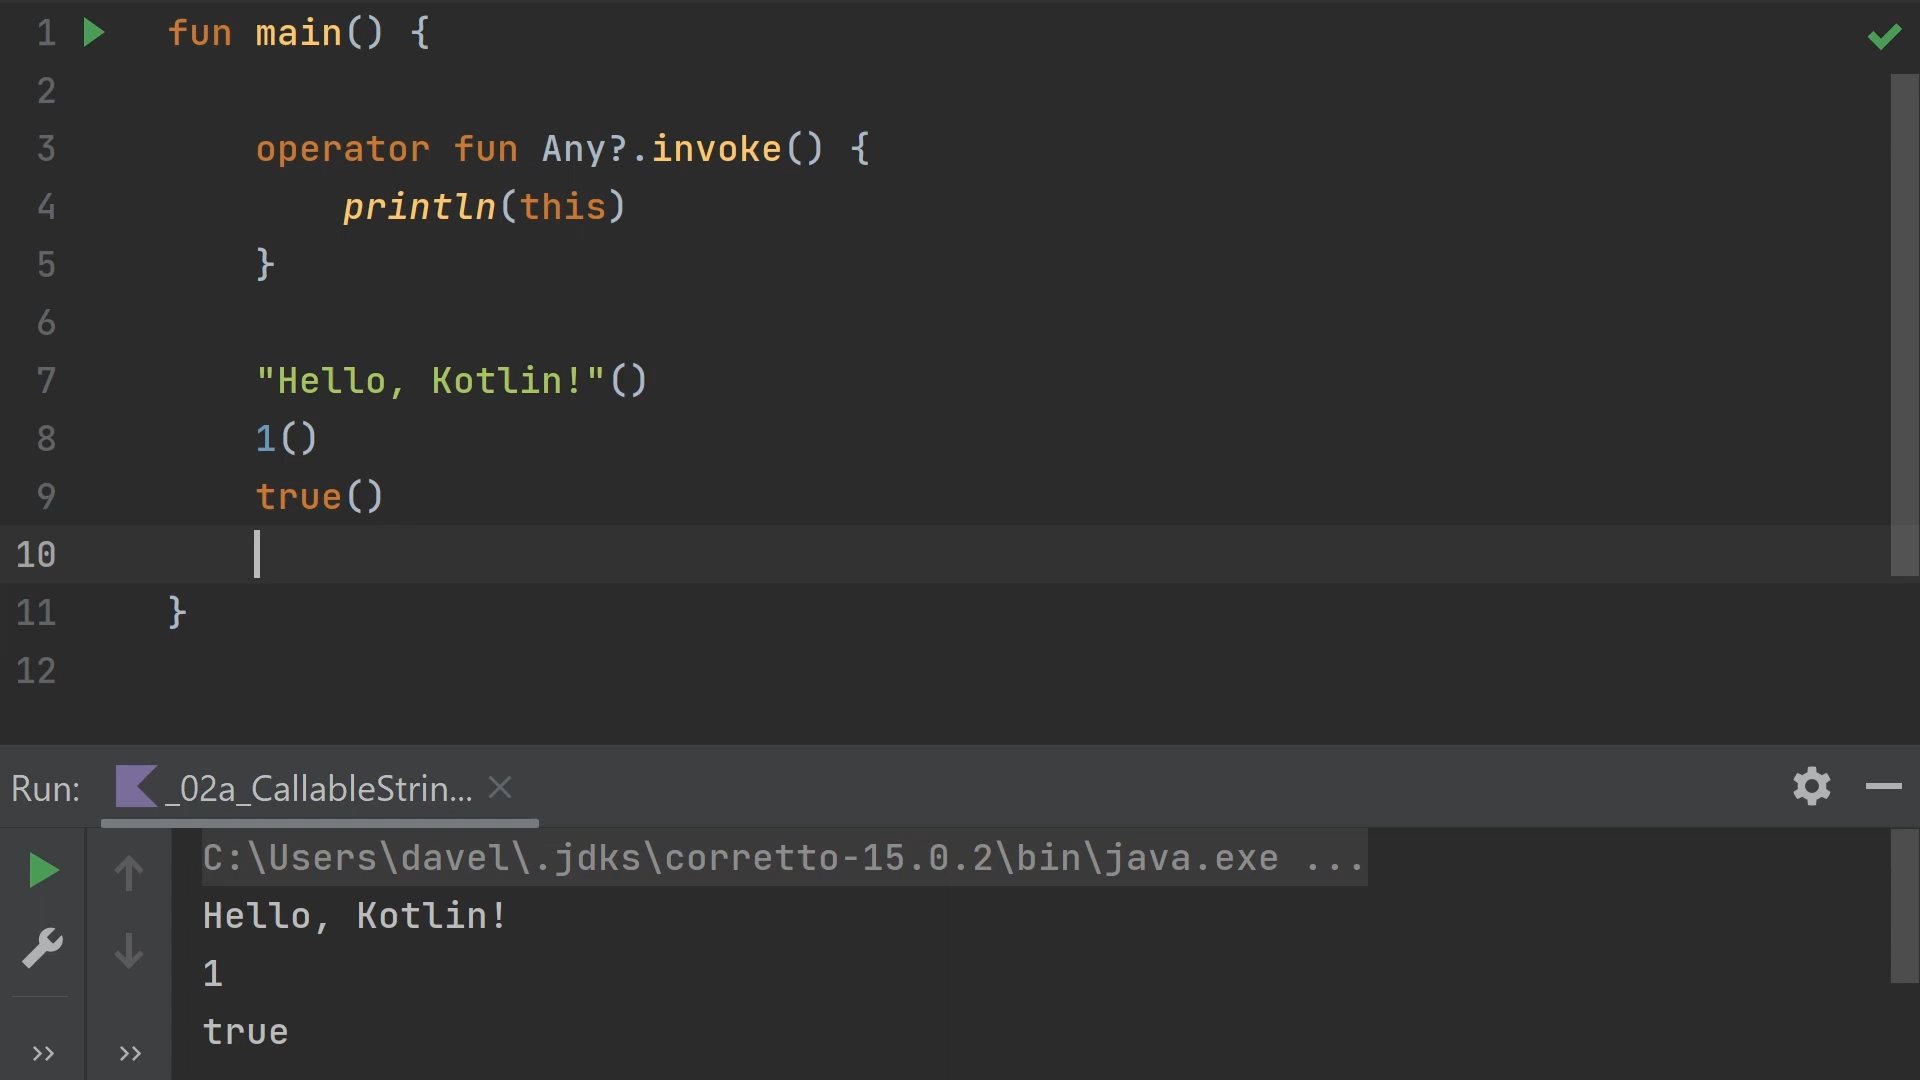 1 fun main() {
2
3 operator fun Any?.invoke() {
4 println(this)
5 }
6
7 "Hello, Kotlin!"()
8 1()
9 true()
10
11 }
12
Run: _02a_CallableStrin...
C:\Users\davel\.jdks\corretto-15.0.2\bin\java.exe ...
Hello, Kotlin!
1
true